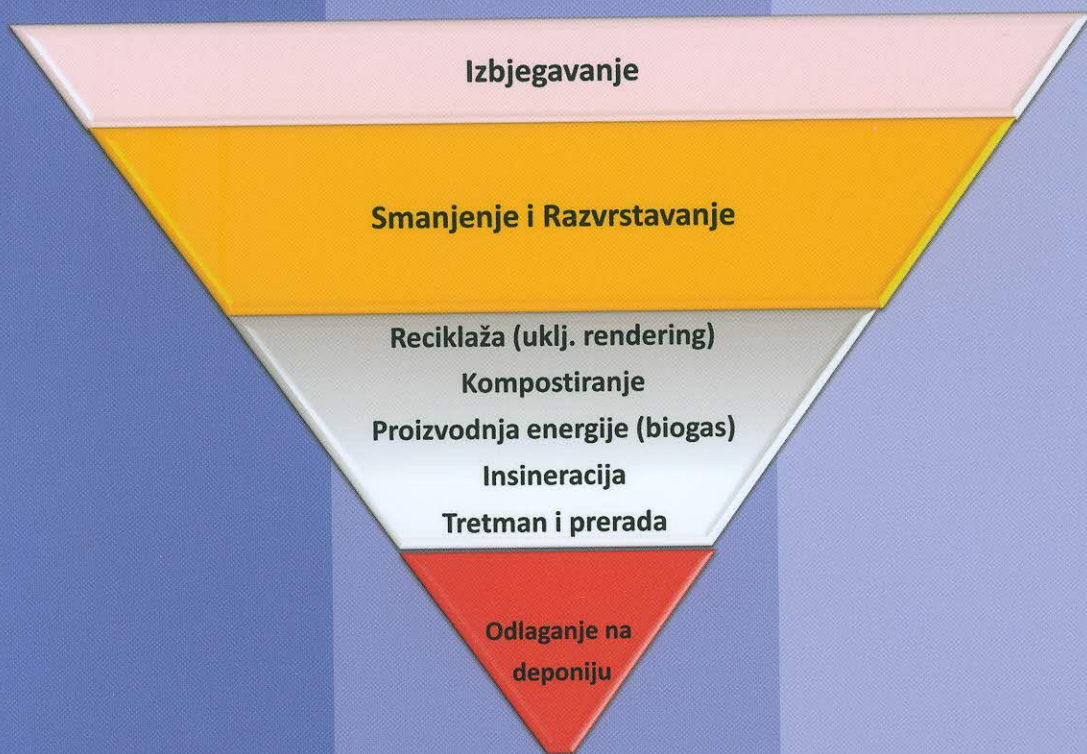 Izbjegavanje
Smanjenje i Razvrstavanje
Reciklaža (uklj. rendering)
Kompostiranje
Proizvodnja energije (biogas)
Insineracija
Tretman i prerada
Odlaganje na
deponiju